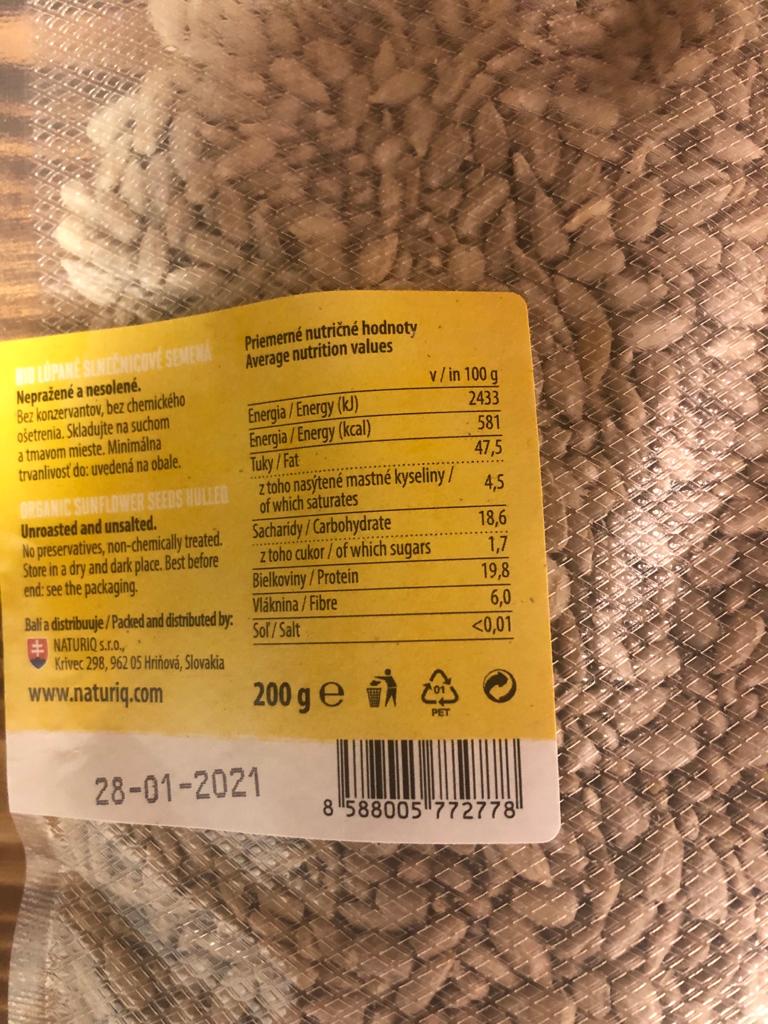 BIO LÚPANÉ SLNEČNICOVÉ SEMENÁ
Nepražené a nesolené.
Bez konzervantov, bez chemického
ošetrenia. Skladujte na suchom
a tmavom mieste. Minimálna
trvanlivosť do: uvedená na obale.
ORGANIC SUNFLOWER SEEDS HULLED
Unroasted and unsalted.
No preservatives, non-chemically treated.
Store in a dry and dark place. Best before
end: see the packaging.
Balí a distribuuje / Packed and distributed by:
NATURIQ s.r.o.,
Krivec 298, 962 05 Hriňová, Slovakia
www.naturiq.com
Priemerné nutričné hodnoty
Average nutrition values
v / in 100 g
Energia / Energy (kJ) 2433
Energia / Energy (kcal) 581
Tuky / Fat 47,5
z toho nasýtené mastné kyseliny /
of which saturates 4,5
Sacharidy / Carbohydrate 18,6
z toho cukor / of which sugars 1,7
Bielkoviny / Protein 19,8
Vláknina / Fibre 6,0
Soľ / Salt <0,01
200 g e
01
PET
28-01-2021
8 588005 772778